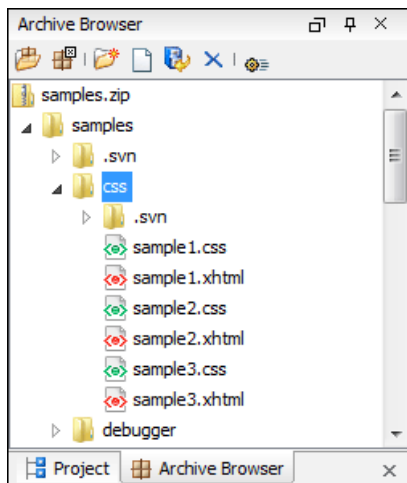 Archive Browser
samples.zip
samples
.svn
css
.svn
sample1.css
sample1.xhtml
sample2.css
sample2.xhtml
sample3.css
sample3.xhtml
debugger
Project Archive Browser